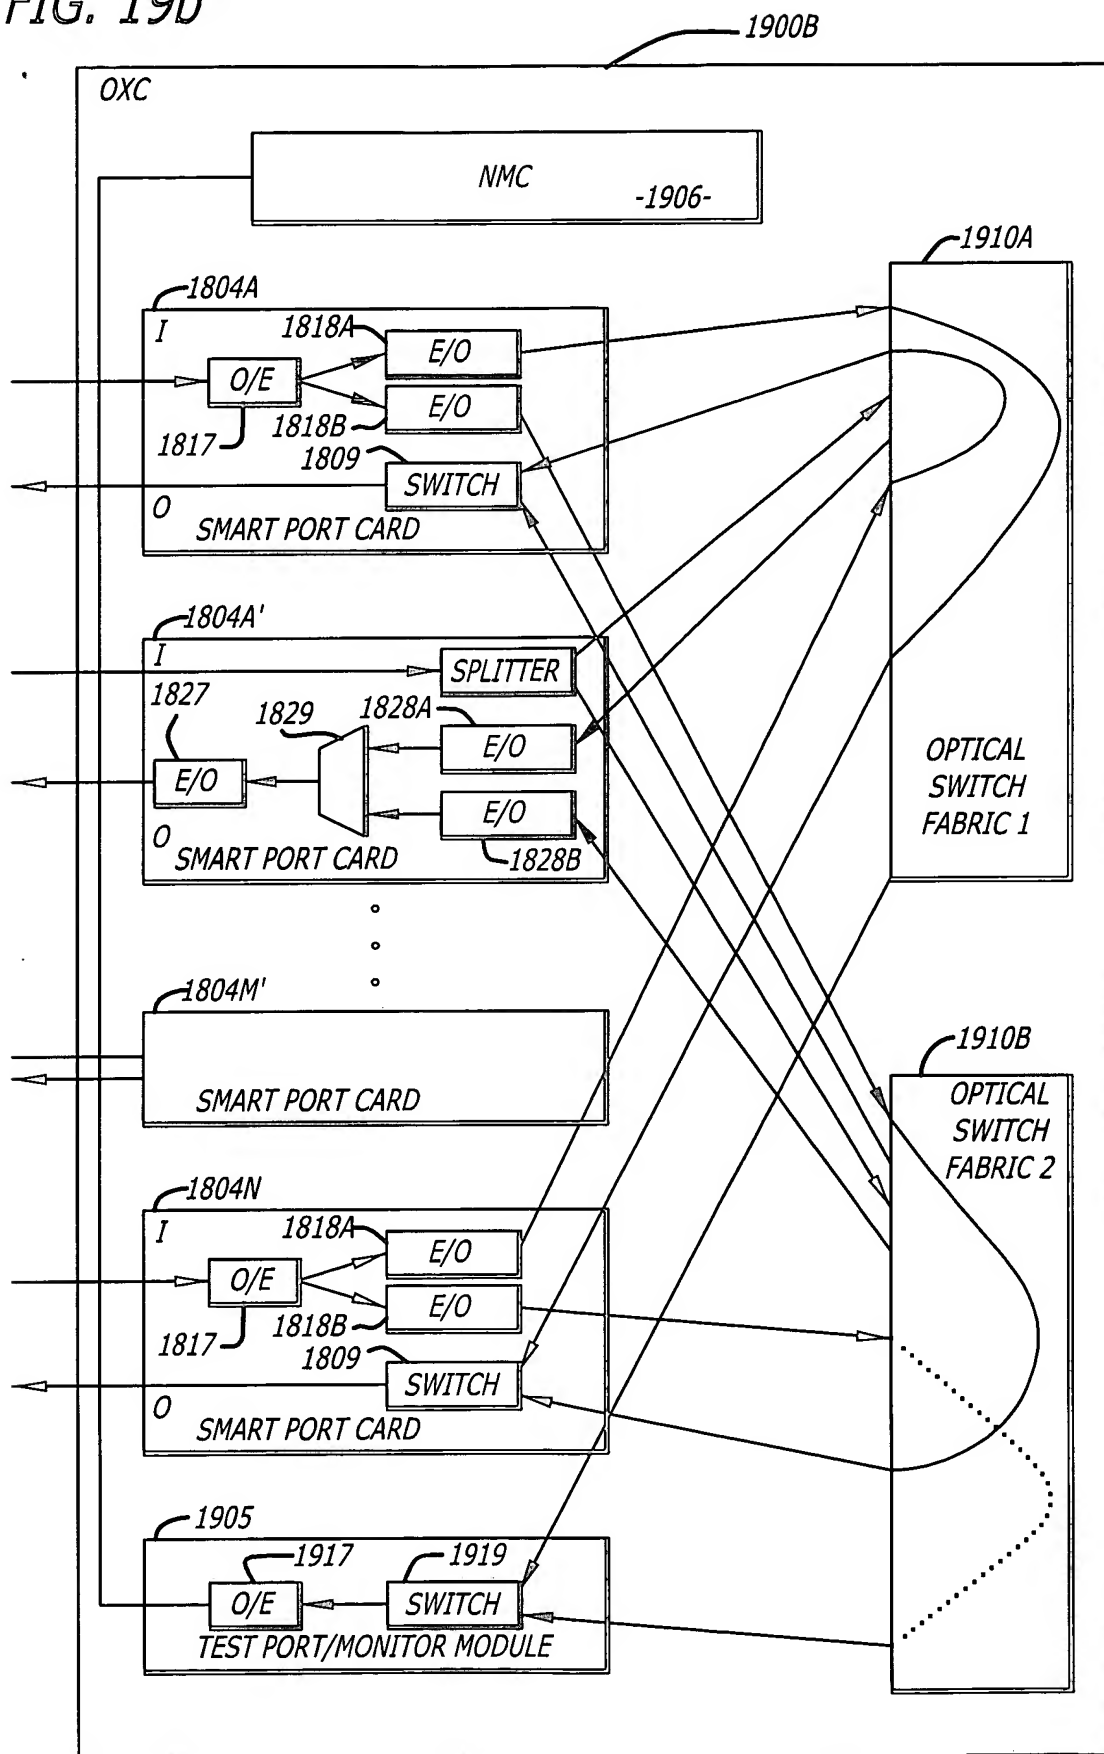 FIG. 19b
1900B
OXC
NMC
-1906-
1910A
1804A
I
1818A
E/O
O/E
E/O
1817
1818B
1809
SWITCH
O
SMART PORT CARD
1804A'
I
SPLITTER
1827
1829
1828A
E/O
E/O
E/O
O
SMART PORT CARD
1828B
OPTICAL
SWITCH
FABRIC 1
1804M'
SMART PORT CARD
1910B
OPTICAL
SWITCH
FABRIC 2
1804N
I
1818A
E/O
O/E
E/O
1817
1818B
1809
SWITCH
O
SMART PORT CARD
1905
1917
1919
O/E
SWITCH
TEST PORT/MONITOR MODULE